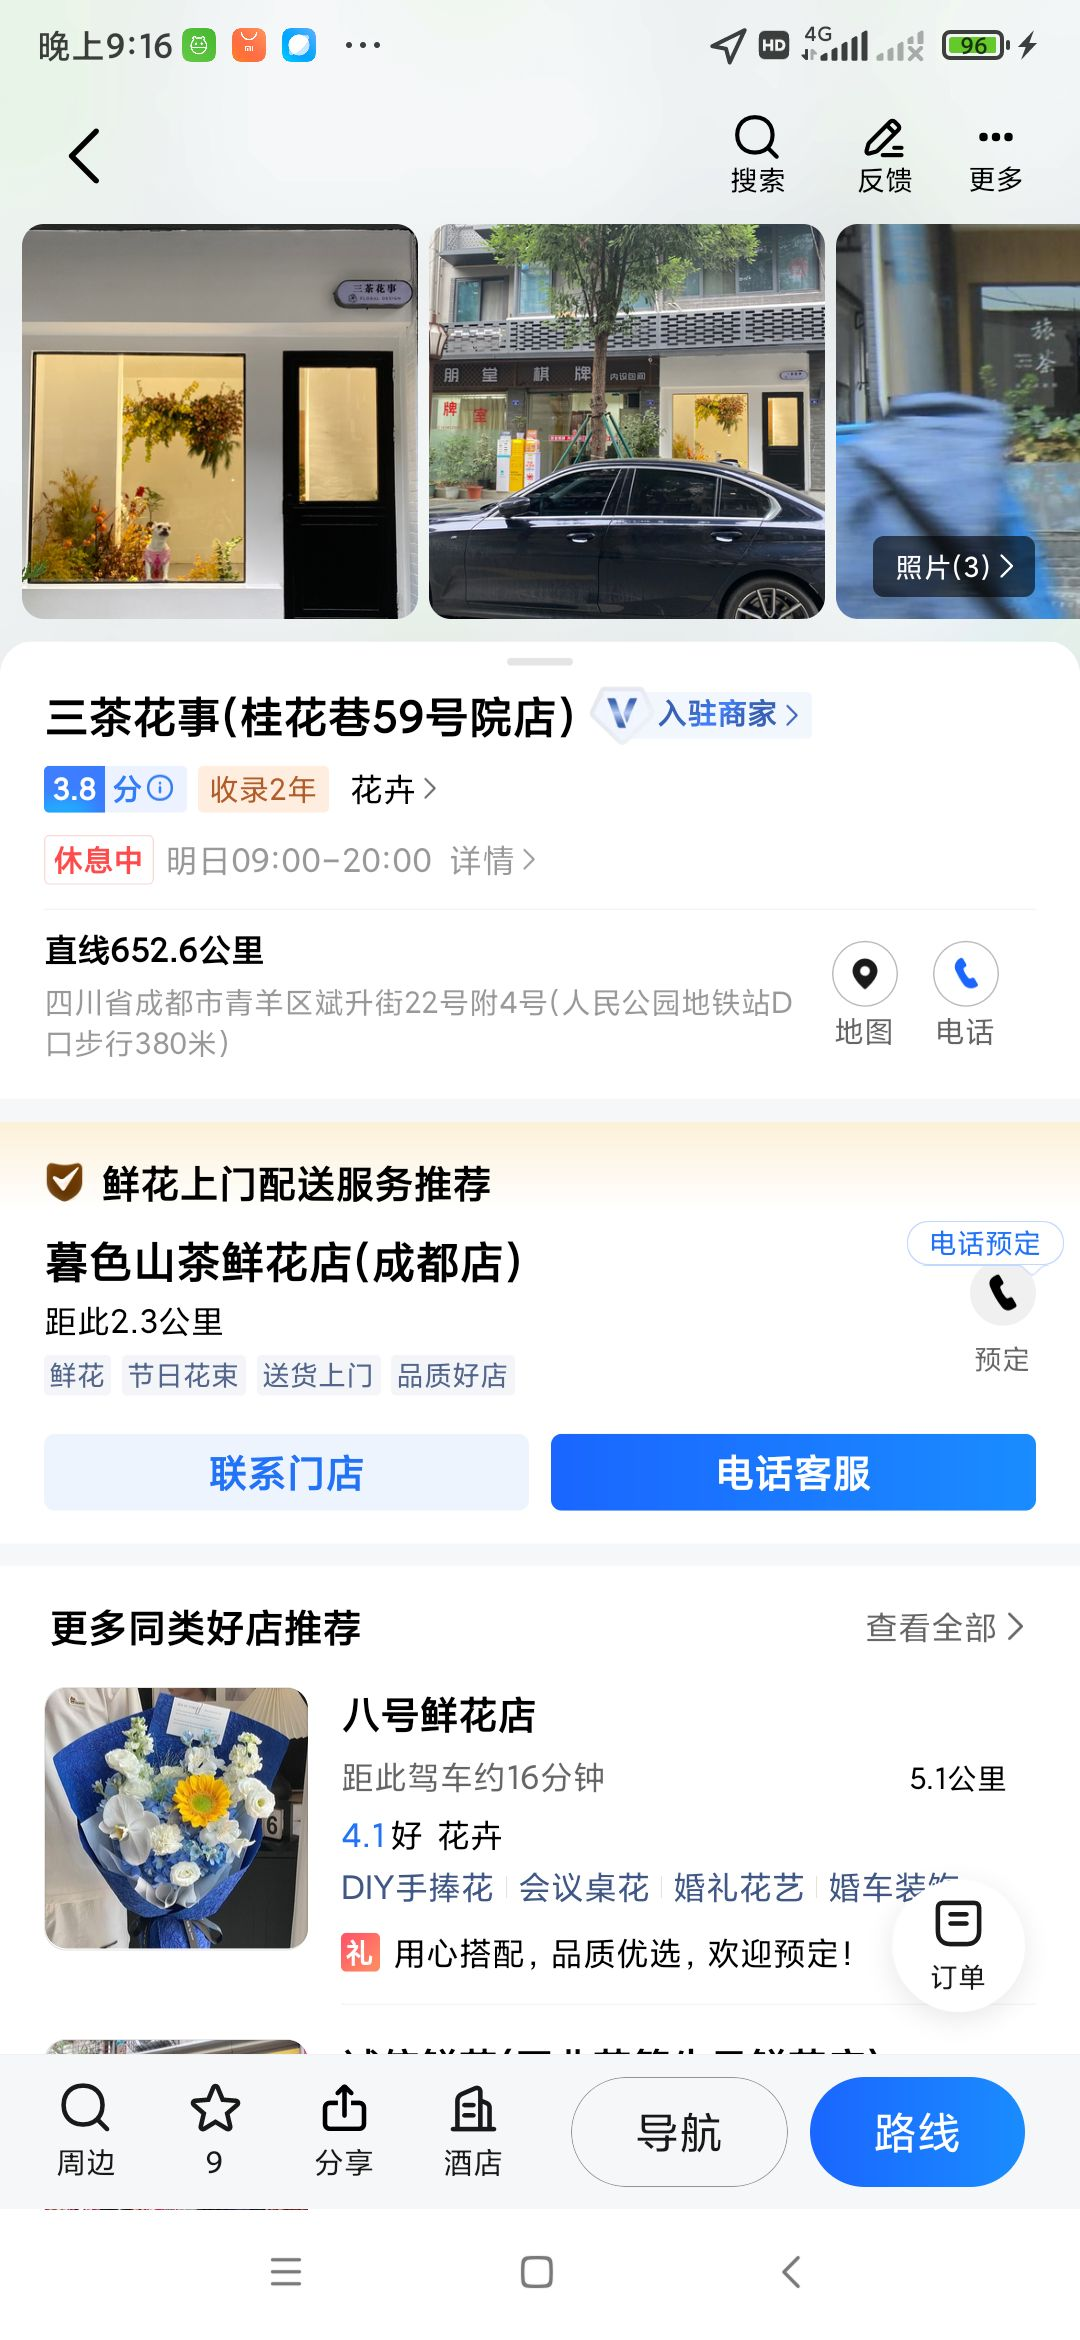 晚上9:16
HD
4G
96
搜索
反馈
更多
三茶花事
FLORAL DESIGN
朋堂棋牌 内设包间
牌室
旅
三茶
照片(3)
三茶花事(桂花巷59号院店)
入驻商家
3.8分
收录2年
花卉
休息中
明日09:00-20:00
详情
直线652.6公里
四川省成都市青羊区斌升街22号附4号(人民公园地铁站D
口步行380米)
地图
电话
鲜花上门配送服务推荐
暮色山茶鲜花店(成都店)
电话预定
距此2.3公里
预定
鲜花
节日花束
送货上门
品质好店
联系门店
电话客服
更多同类好店推荐
查看全部
八号鲜花店
距此驾车约16分钟
5.1公里
4.1好 花卉
DIY手捧花
会议桌花
婚礼花艺
婚车装饰
礼
用心搭配，品质优选，欢迎预定！
订单
周边
9
分享
酒店
导航
路线